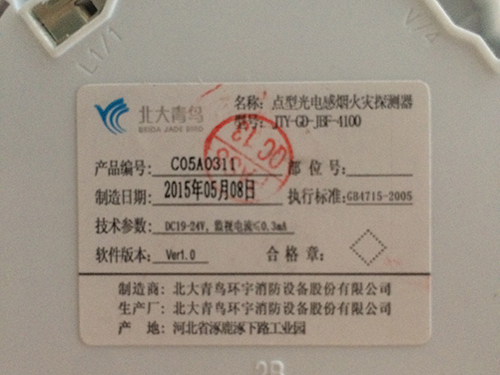 L1/1
V/4
北大青鸟
BEIDA JADE BIRD
名称：点型光电感烟火灾探测器
型号：JTY-GD-JBF-4100
QC 13
产品编号：C05A0311
部位号：
制造日期：2015年05月08日
执行标准：GB4715-2005
技术参数：DC19-24V，监视电流≤0.3mA
软件版本：Ver1.0
合格章：
制造商：北大青鸟环宇消防设备股份有限公司
生产厂：北大青鸟环宇消防设备股份有限公司
产地：河北省涿鹿涿下路工业园